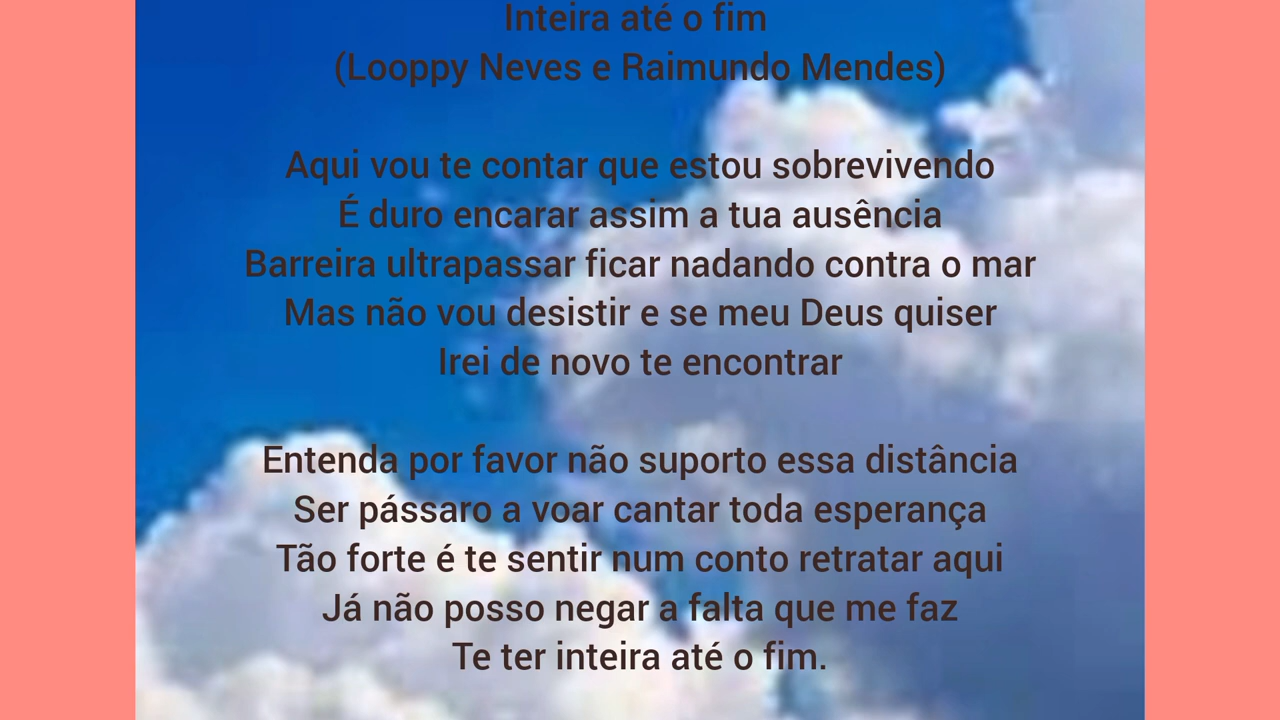 Inteira até o fim
(Looppy Neves e Raimundo Mendes)
Aqui vou te contar que estou sobrevivendo
É duro encarar assim a tua ausência
Barreira ultrapassar ficar nadando contra o mar
Mas não vou desistir e se meu Deus quiser
Irei de novo te encontrar
Entenda por favor não suporto essa distância
Ser pássaro a voar cantar toda esperança
Tão forte é te sentir num conto retratar aqui
Já não posso negar a falta que me faz
Te ter inteira até o fim.